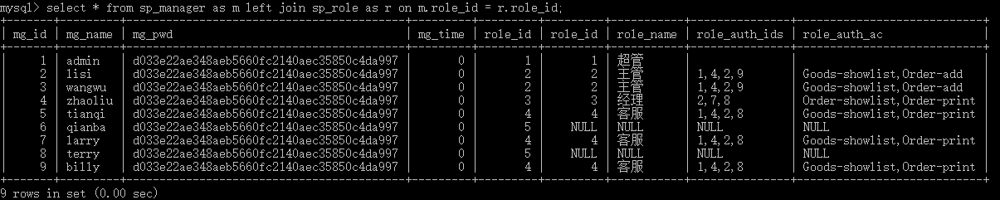 mysql> select * from sp_manager as m left join sp_role as r on m.role_id = r.role_id;
| mg_id | mg_name | mg_pwd | mg_time | role_id | role_id | role_name | role_auth_ids | role_auth_ac |
| 1 | admin | d033e22ae348aeb5660fc2140aec35850c4da997 | 0 | 1 | 1 | 超管 | | |
| 2 | lisi | d033e22ae348aeb5660fc2140aec35850c4da997 | 0 | 2 | 2 | 主管 | 1,4,2,9 | Goods-showlist,Order-add |
| 3 | wangwu | d033e22ae348aeb5660fc2140aec35850c4da997 | 0 | 2 | 2 | 主管 | 1,4,2,9 | Goods-showlist,Order-add |
| 4 | zhaoliu | d033e22ae348aeb5660fc2140aec35850c4da997 | 0 | 3 | 3 | 经理 | 2,7,8 | Order-showlist,Order-print |
| 5 | tianqi | d033e22ae348aeb5660fc2140aec35850c4da997 | 0 | 4 | 4 | 客服 | 1,4,2,8 | Goods-showlist,Order-print |
| 6 | qianba | d033e22ae348aeb5660fc2140aec35850c4da997 | 0 | 5 | NULL | NULL | NULL | NULL |
| 7 | larry | d033e22ae348aeb5660fc2140aec35850c4da997 | 0 | 4 | 4 | 客服 | 1,4,2,8 | Goods-showlist,Order-print |
| 8 | terry | d033e22ae348aeb5660fc2140aec35850c4da997 | 0 | 5 | NULL | NULL | NULL | NULL |
| 9 | billy | d033e22ae348aeb5660fc2140aec35850c4da997 | 0 | 4 | 4 | 客服 | 1,4,2,8 | Goods-showlist,Order-print |
9 rows in set (0.00 sec)